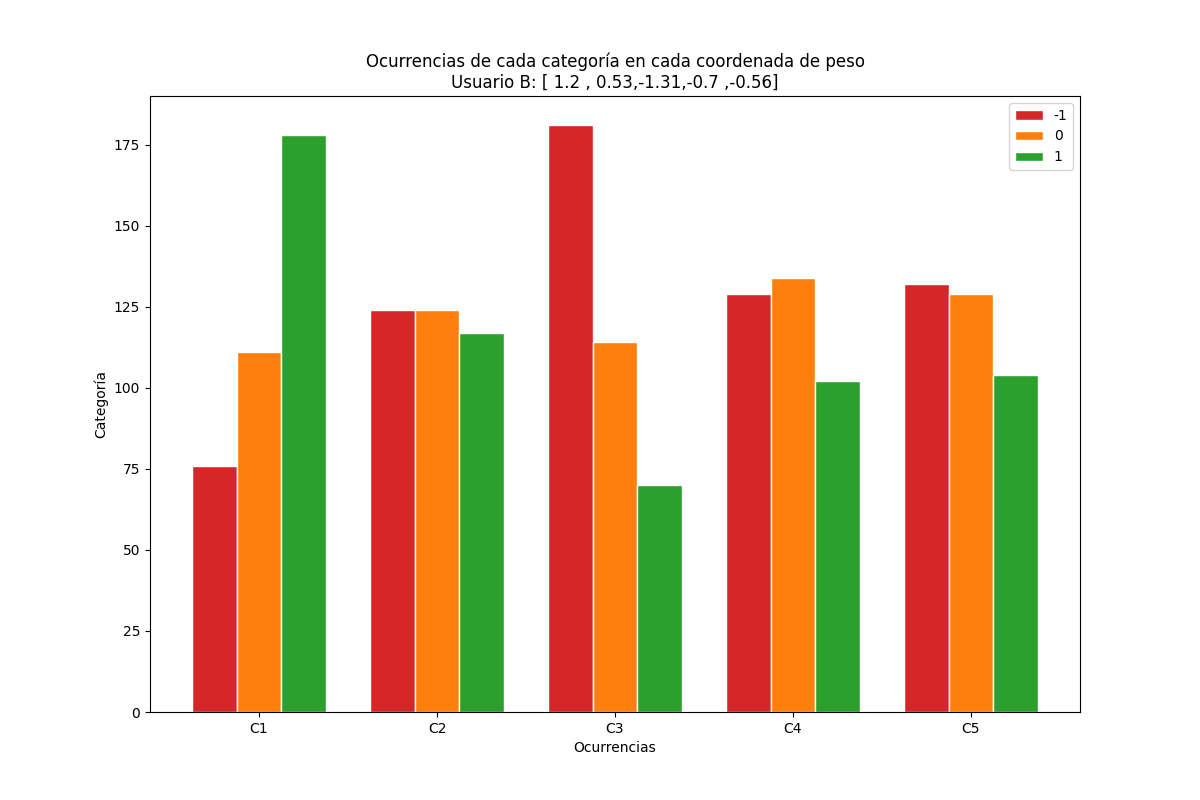 Ocurrencias de cada categoría en cada coordenada de peso
Usuario B: [ 1.2 , 0.53,-1.31,-0.7 ,-0.56]
-1
0
1
175
150
125
100
75
50
25
0
Categoría
C1 C2 C3 C4 C5
Ocurrencias